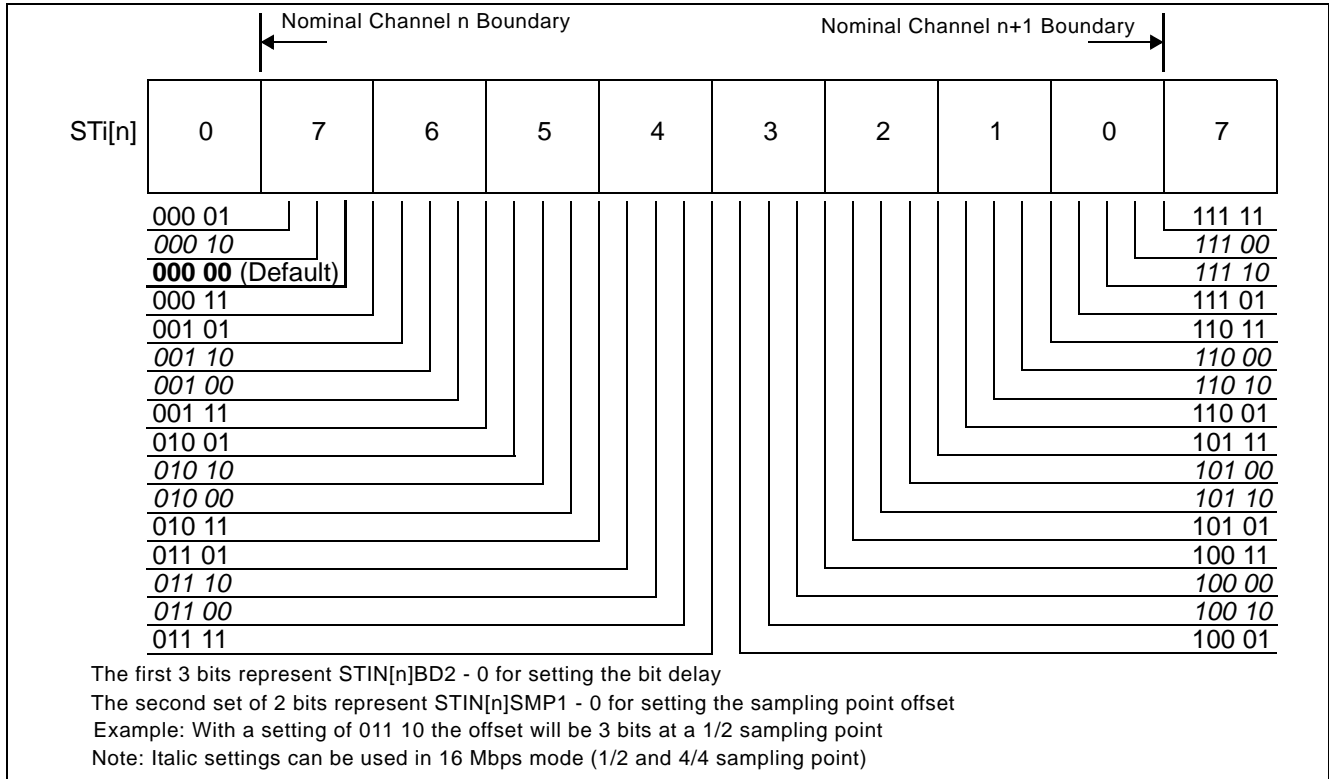 Nominal Channel n Boundary
Nominal Channel n+1 Boundary
STi[n] 0 7 6 5 4 3 2 1 0 7
000 01 111 11
000 10 111 00
000 00 (Default) 111 10
000 11 111 01
001 01 110 11
001 10 110 00
001 00 110 10
001 11 110 01
010 01 101 11
010 10 101 00
010 00 101 10
010 11 101 01
011 01 100 11
011 10 100 00
011 00 100 10
011 11 100 01
The first 3 bits represent STIN[n]BD2 - 0 for setting the bit delay
The second set of 2 bits represent STIN[n]SMP1 - 0 for setting the sampling point offset
Example: With a setting of 011 10 the offset will be 3 bits at a 1/2 sampling point
Note: Italic settings can be used in 16 Mbps mode (1/2 and 4/4 sampling point)